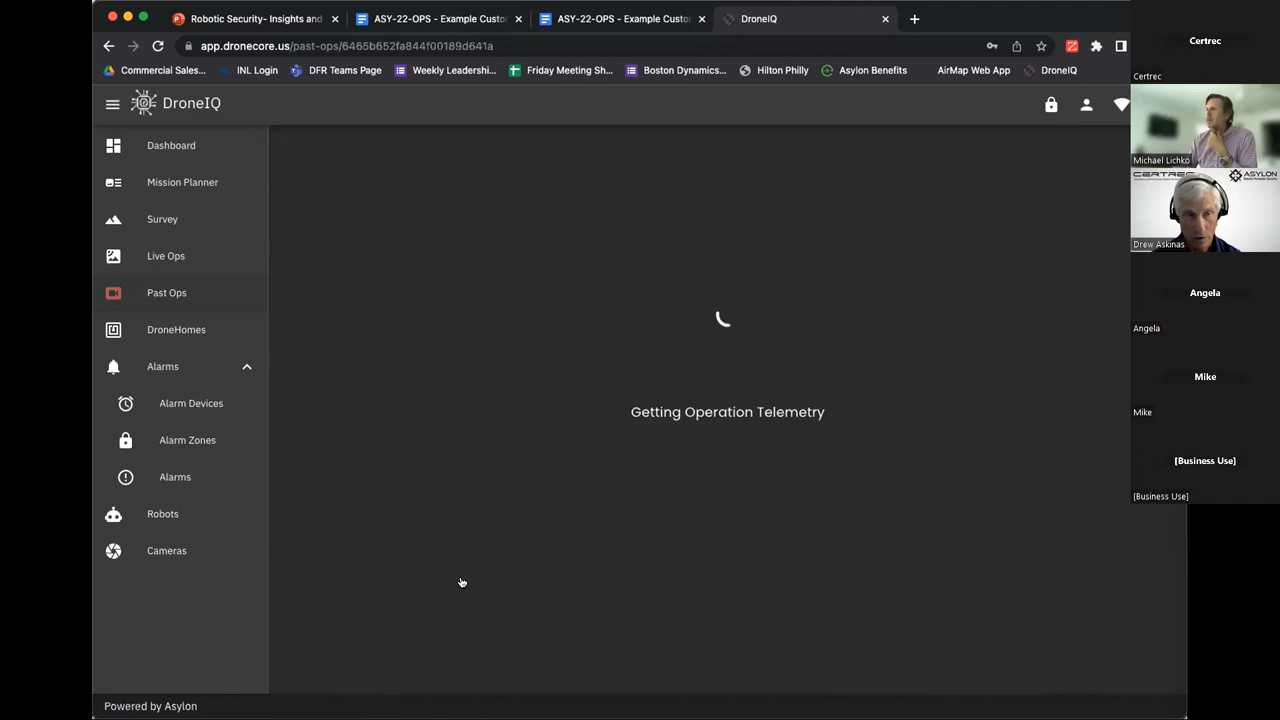 Robotic Security- Insights and
ASY-22-OPS - Example Custo
ASY-22-OPS - Example Custo
DroneIQ
app.dronecore.us/past-ops/6465b652fa844f00189d641a
Commercial Sales...
INL Login
DFR Teams Page
Weekly Leadershi...
Friday Meeting Sh...
Boston Dynamics...
Hilton Philly
Asylon Benefits
AirMap Web App
DroneIQ
DroneIQ
Dashboard
Mission Planner
Survey
Live Ops
Past Ops
DroneHomes
Alarms
Alarm Devices
Alarm Zones
Alarms
Robots
Cameras
Getting Operation Telemetry
Powered by Asylon
Certrec
Certrec
Michael Lichko
CERTREC
ASYLON
Drew Askinas
Angela
Angela
Mike
Mike
[Business Use]
[Business Use]